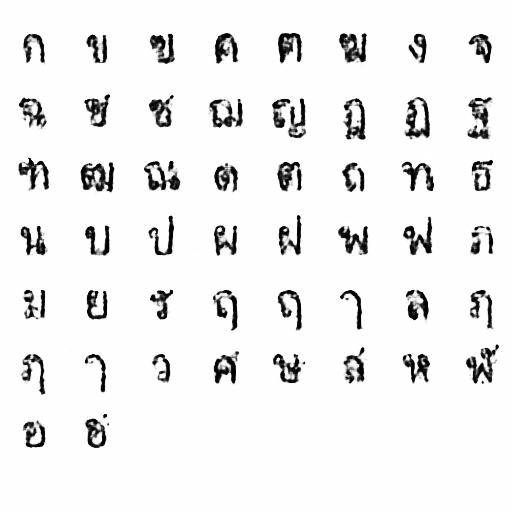 ก ข ฃ ค ฅ ฆ ง จ
ฉ ช ซ ฌ ญ ฎ ฏ ฐ
ฑ ฒ ณ ด ต ถ ท ธ
น บ ป ผ ฝ พ ฟ ภ
ม ย ร ฤ ฤ ๅ ล ฦ
ฦ ๅ ว ศ ษ ส ห ฬ
อ ฮ